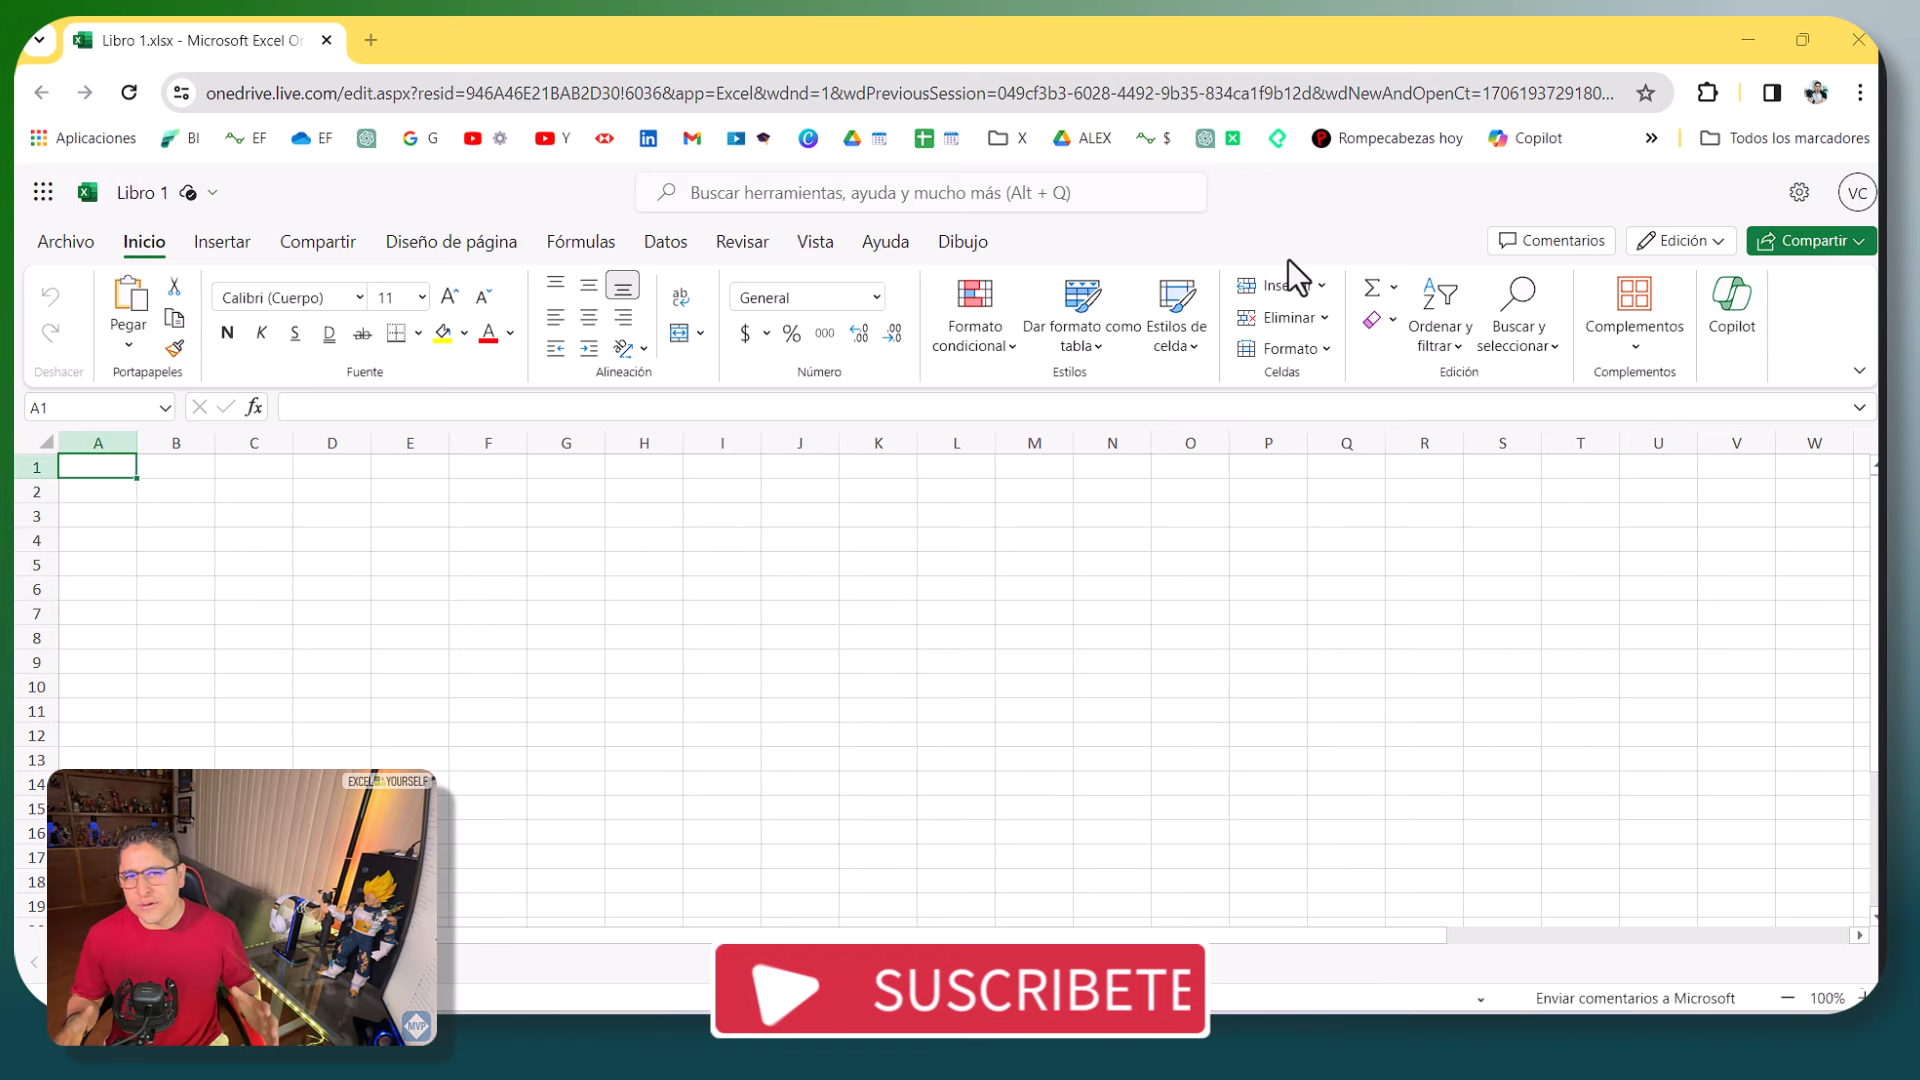 Libro 1.xlsx - Microsoft Excel On
onedrive.live.com/edit.aspx?resid=946A46E21BAB2D30!6036&app=Excel&wdnd=1&wdPreviousSession=049cf3b3-6028-4492-9b35-834ca1f9b12d&wdNewAndOpenCt=1706193729180...
Aplicaciones BI EF EF G Y X ALEX $ Rompecabezas hoy Copilot » Todos los marcadores
Libro 1 Buscar herramientas, ayuda y mucho más (Alt + Q) VC
Archivo Inicio Insertar Compartir Diseño de página Fórmulas Datos Revisar Vista Ayuda Dibujo Comentarios Edición Compartir
Pegar Calibri (Cuerpo) 11 General
N K S D ab $ % 000
Formato condicional
Dar formato como tabla
Estilos de celda
Eliminar
Formato
Ordenar y filtrar
Buscar y seleccionar
Complementos
Copilot
Deshacer Portapapeles Fuente Alineación Número Estilos Celdas Edición Complementos
A1 fx
A B C D E F G H I J K L M N O P Q R S T U V W
1
2
3
4
5
6
7
8
9
10
11
12
13
14
15
16
17
18
19
EXCEL YOURSELF
MVP
SUSCRIBETE
Enviar comentarios a Microsoft 100%